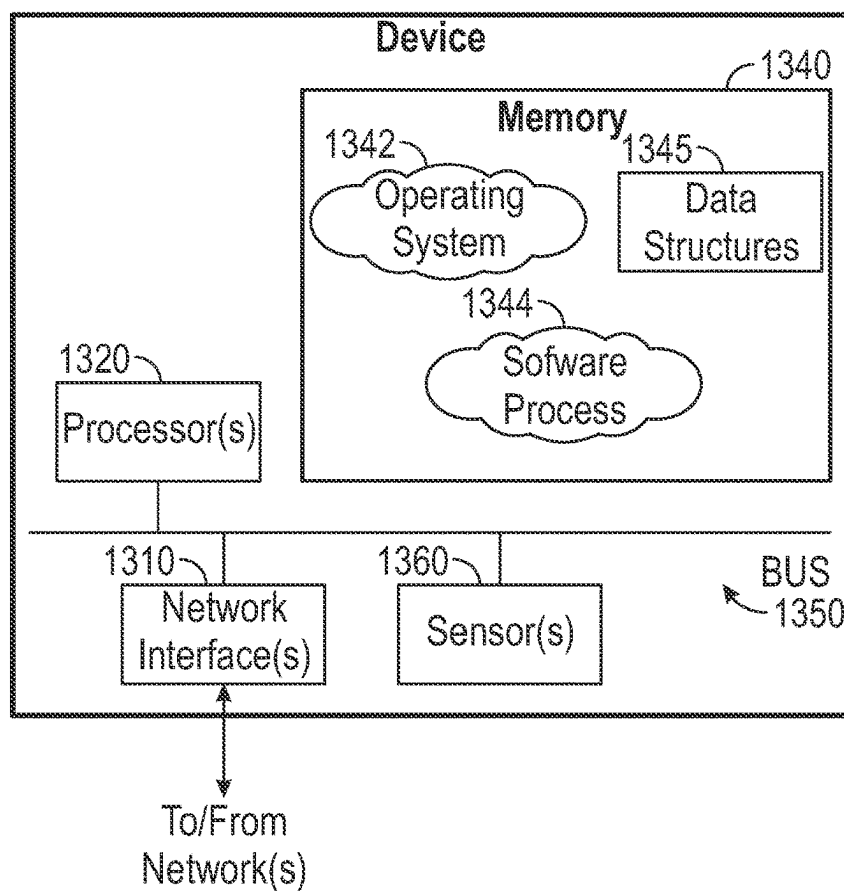 Device
1340
Memory
1342
Operating
System
1345
Data
Structures
1344
Sofware
Process
1320
Processor(s)
1310
Network
Interface(s)
1360
Sensor(s)
BUS
1350
To/From
Network(s)